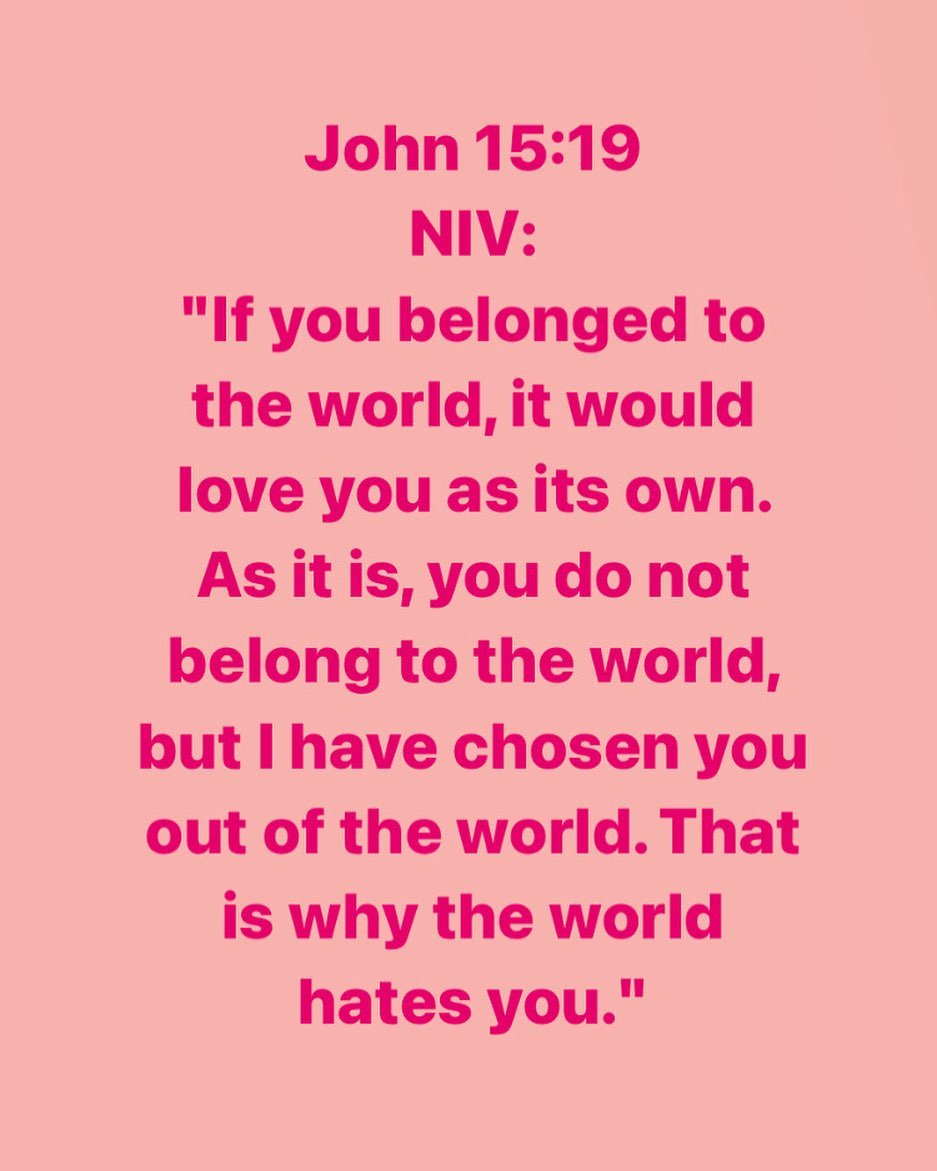 John 15:19
NIV:
"If you belonged to
the world, it would
love you as its own.
As it is, you do not
belong to the world,
but I have chosen you
out of the world. That
is why the world
hates you."